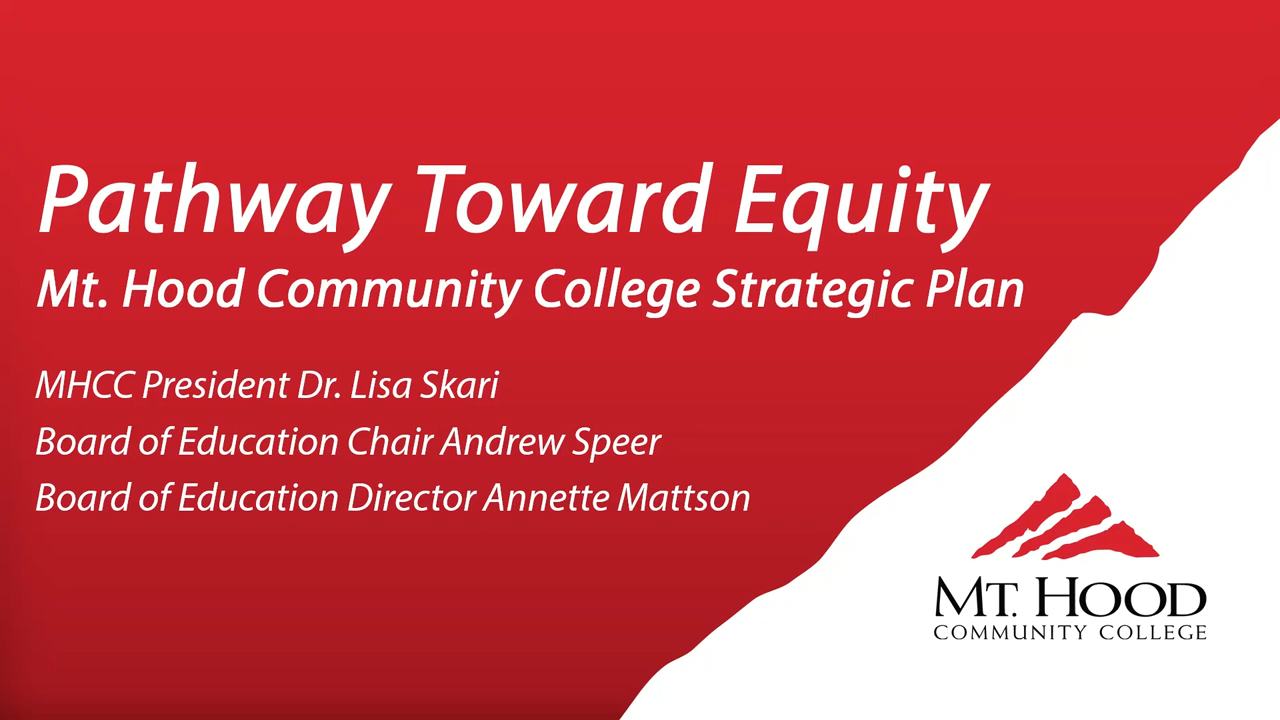 Pathway Toward Equity
Mt. Hood Community College Strategic Plan
MHCC President Dr. Lisa Skari
Board of Education Chair Andrew Speer
Board of Education Director Annette Mattson
MT. HOOD
COMMUNITY COLLEGE